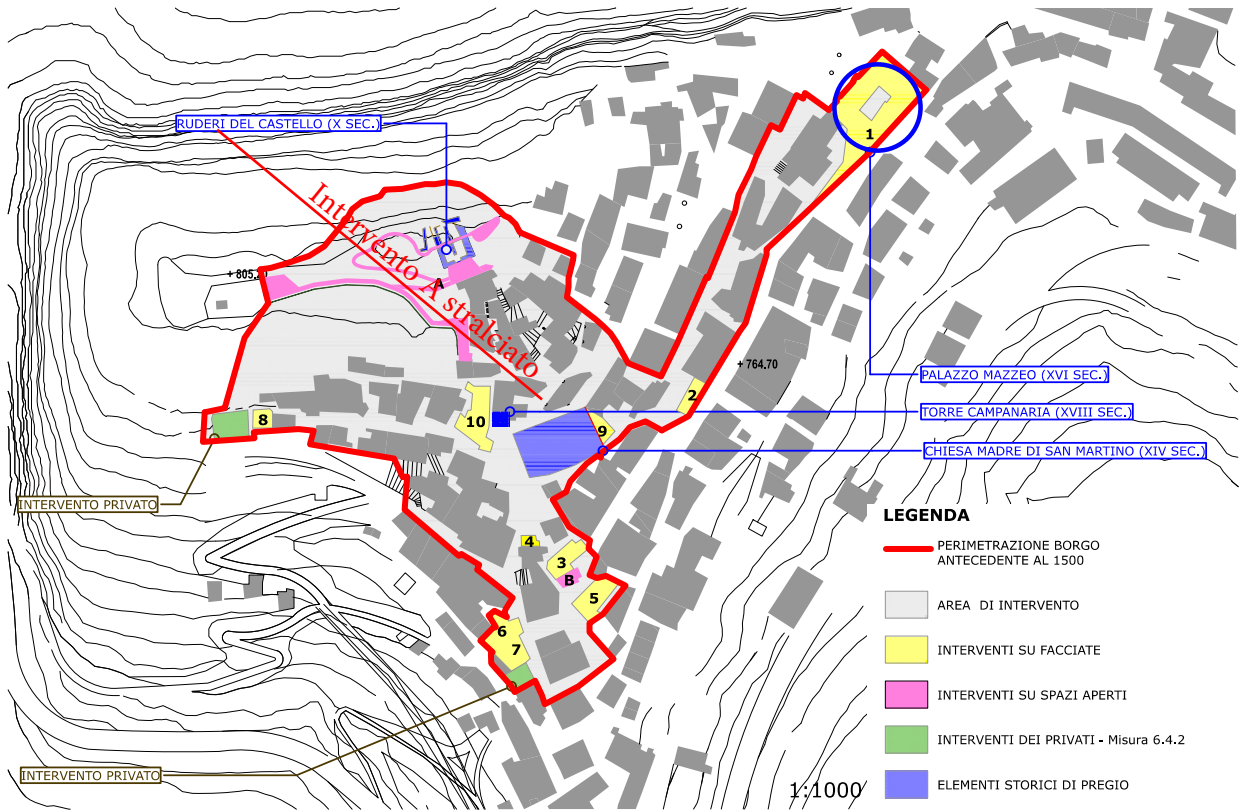 RUDERI DEL CASTELLO (X SEC.)
1
Intervento A stralciato
+ 805.20
A
+ 764.70
PALAZZO MAZZEO (XVI SEC.)
2
TORRE CAMPANARIA (XVIII SEC.)
8
10
9
CHIESA MADRE DI SAN MARTINO (XIV SEC.)
INTERVENTO PRIVATO
4
3
B
5
6
7
INTERVENTO PRIVATO
1:1000
LEGENDA
PERIMETRAZIONE BORGO
ANTECEDENTE AL 1500
AREA DI INTERVENTO
INTERVENTI SU FACCIATE
INTERVENTI SU SPAZI APERTI
INTERVENTI DEI PRIVATI - Misura 6.4.2
ELEMENTI STORICI DI PREGIO